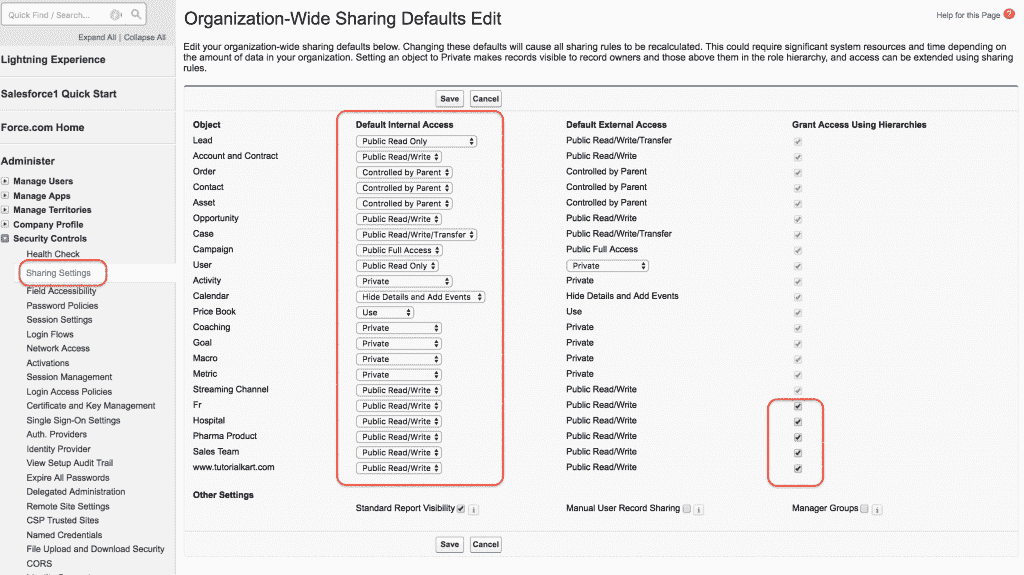 Quick Find / Search...
Expand All | Collapse All
Lightning Experience
Salesforce1 Quick Start
Force.com Home
Administer
Manage Users
Manage Apps
Manage Territories
Company Profile
Security Controls
Health Check
Sharing Settings
Field Accessibility
Password Policies
Session Settings
Login Flows
Network Access
Activations
Session Management
Login Access Policies
Certificate and Key Management
Single Sign-On Settings
Auth. Providers
Identity Provider
View Setup Audit Trail
Expire All Passwords
Delegated Administration
Remote Site Settings
CSP Trusted Sites
Named Credentials
File Upload and Download Security
CORS
Organization-Wide Sharing Defaults Edit
Help for this Page ?
Edit your organization-wide sharing defaults below. Changing these defaults will cause all sharing rules to be recalculated. This could require significant system resources and time depending on
the amount of data in your organization. Setting an object to Private makes records visible to record owners and those above them in the role hierarchy, and access can be extended using sharing
rules.
Save Cancel
Object Default Internal Access Default External Access Grant Access Using Hierarchies
Lead Public Read Only Public Read/Write/Transfer
Account and Contract Public Read/Write Public Read/Write
Order Controlled by Parent Controlled by Parent
Contact Controlled by Parent Controlled by Parent
Asset Controlled by Parent Controlled by Parent
Opportunity Public Read/Write Public Read/Write
Case Public Read/Write/Transfer Public Read/Write/Transfer
Campaign Public Full Access Public Full Access
User Public Read Only Private
Activity Private Private
Calendar Hide Details and Add Events Hide Details and Add Events
Price Book Use Use
Coaching Private Private
Goal Private Private
Macro Private Private
Metric Private Private
Streaming Channel Public Read/Write Public Read/Write
Fr Public Read/Write Public Read/Write
Hospital Public Read/Write Public Read/Write
Pharma Product Public Read/Write Public Read/Write
Sales Team Public Read/Write Public Read/Write
www.tutorialkart.com Public Read/Write Public Read/Write
Other Settings
Standard Report Visibility i Manual User Record Sharing i Manager Groups i
Save Cancel